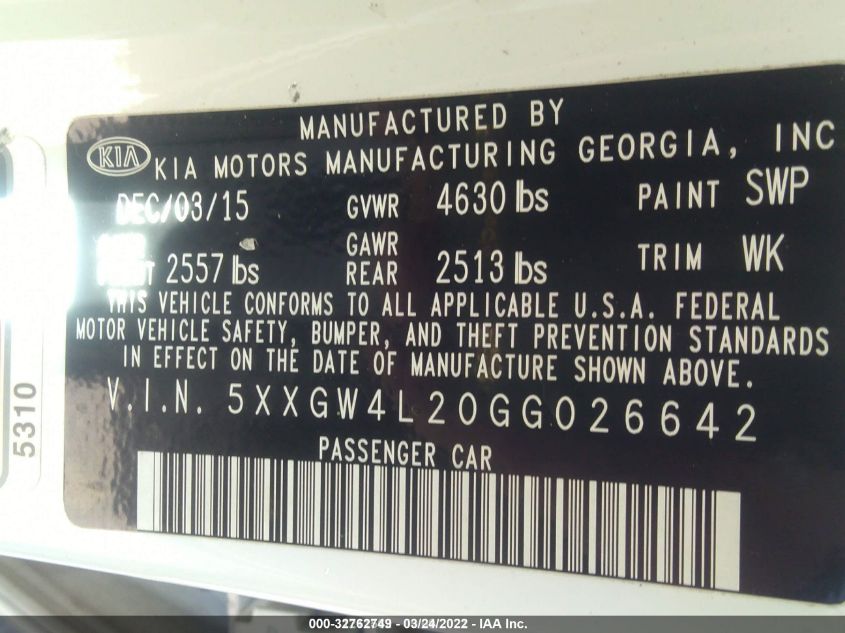 MANUFACTURED BY
KIA KIA MOTORS MANUFACTURING GEORGIA, INC
DEC/03/15 GVWR 4630 lbs PAINT SWP
GAWR
2557 lbs REAR 2513 lbs TRIM WK
THIS VEHICLE CONFORMS TO ALL APPLICABLE U.S.A. FEDERAL
MOTOR VEHICLE SAFETY, BUMPER, AND THEFT PREVENTION STANDARDS
IN EFFECT ON THE DATE OF MANUFACTURE SHOWN ABOVE.
V.I.N. 5XXGW4L20GG026642
PASSENGER CAR
5310
000-32762749 - 03/24/2022 - IAA Inc.